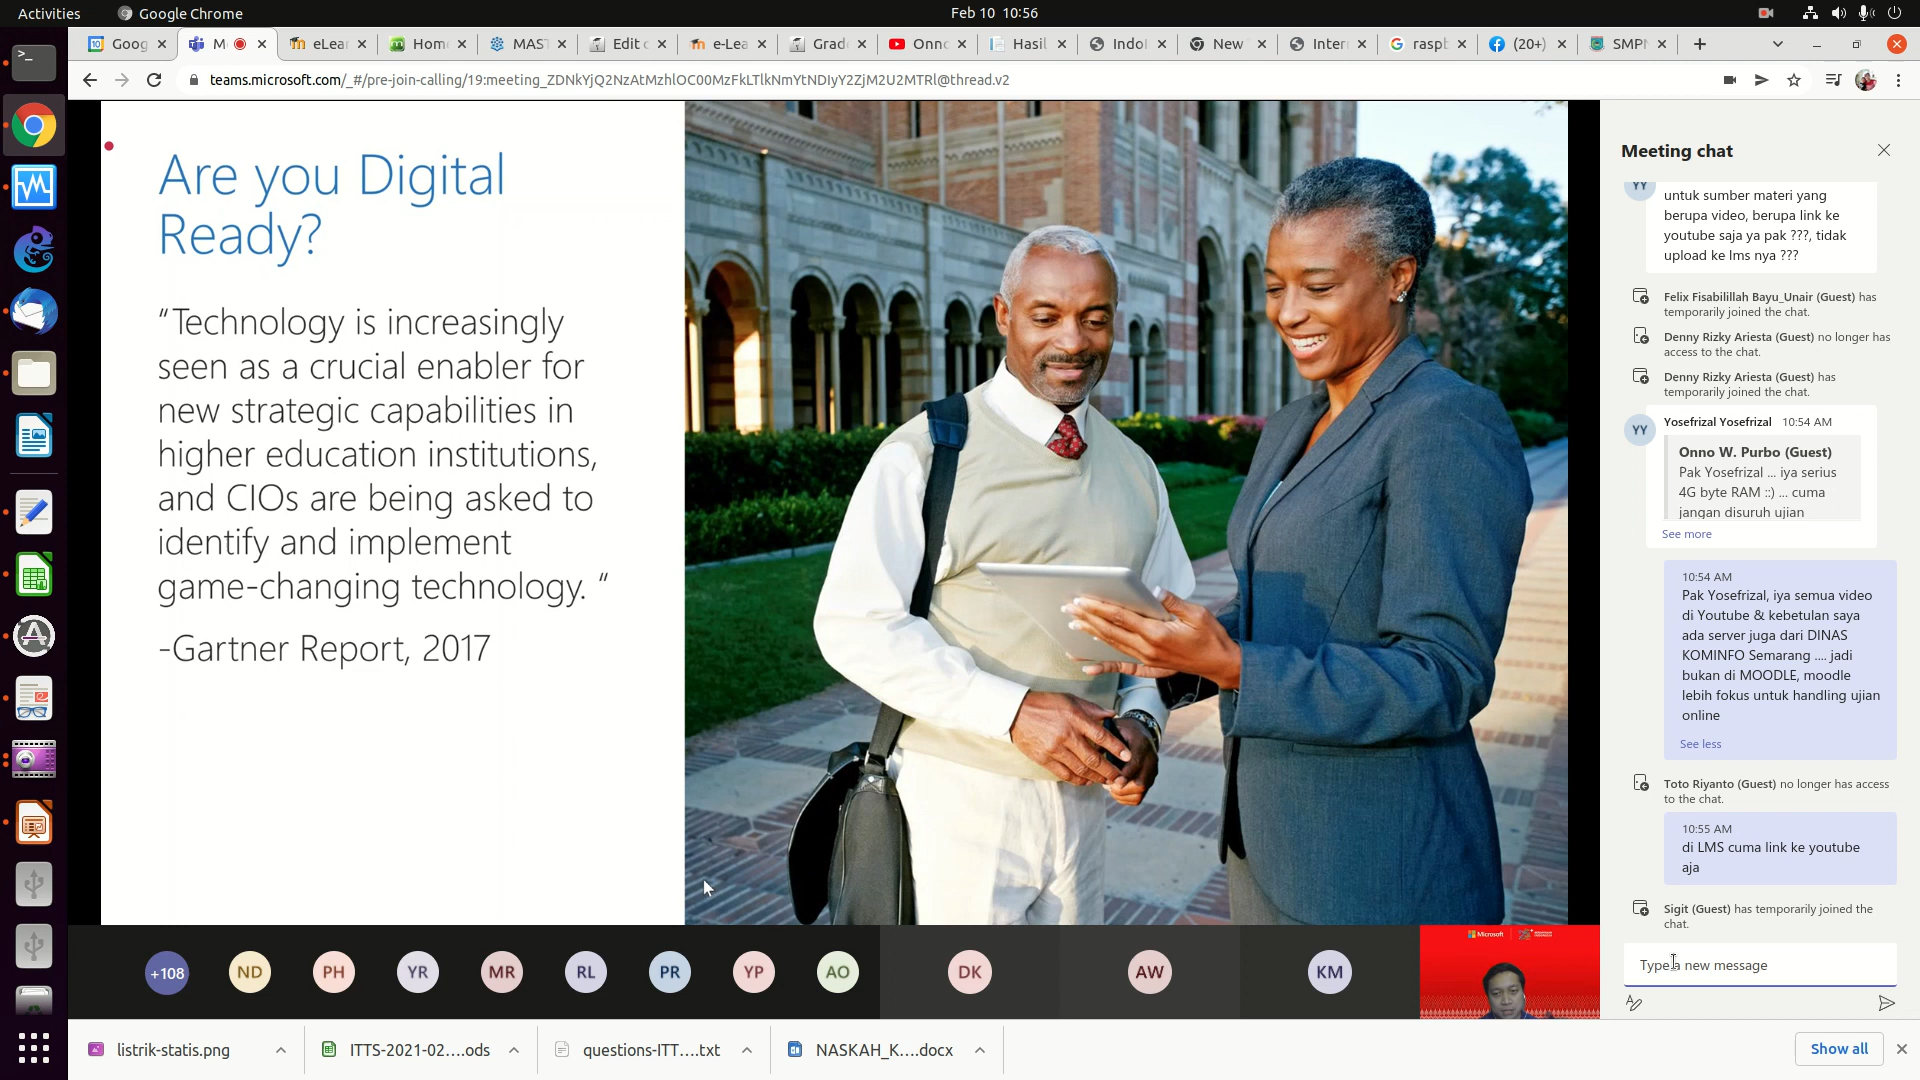 Activities
Google Chrome
Feb 10 10:56
Goog
M
eLear
Home
MAST
Edit c
e-Lea
Grade
Onno
Hasil
Indo
New
Inter
raspb
(20+)
SMPN
teams.microsoft.com/_#/pre-join-calling/19:meeting_ZDNkYjQ2NzAtMzhlOC00MzFkLTlkNmYtNDIyY2ZjM2U2MTRl@thread.v2
Are you Digital
Ready?
"Technology is increasingly
seen as a crucial enabler for
new strategic capabilities in
higher education institutions,
and CIOs are being asked to
identify and implement
game-changing technology. "
-Gartner Report, 2017
Meeting chat
YY
untuk sumber materi yang
berupa video, berupa link ke
youtube saja ya pak ???, tidak
upload ke lms nya ???
Felix Fisabilillah Bayu_Unair (Guest) has
temporarily joined the chat.
Denny Rizky Ariesta (Guest) no longer has
access to the chat.
Denny Rizky Ariesta (Guest) has
temporarily joined the chat.
YY
Yosefrizal Yosefrizal 10:54 AM
Onno W. Purbo (Guest)
Pak Yosefrizal ... iya serius
4G byte RAM ::) ... cuma
jangan disuruh ujian
See more
10:54 AM
Pak Yosefrizal, iya semua video
di Youtube & kebetulan saya
ada server juga dari DINAS
KOMINFO Semarang .... jadi
bukan di MOODLE, moodle
lebih fokus untuk handling ujian
online
See less
Toto Riyanto (Guest) no longer has access
to the chat.
10:55 AM
di LMS cuma link ke youtube
aja
Sigit (Guest) has temporarily joined the
chat.
Type a new message
+108
ND
PH
YR
MR
RL
PR
YP
AO
DK
AW
KM
Microsoft
listrik-statis.png
ITTS-2021-02....ods
questions-ITT....txt
NASKAH_K....docx
Show all